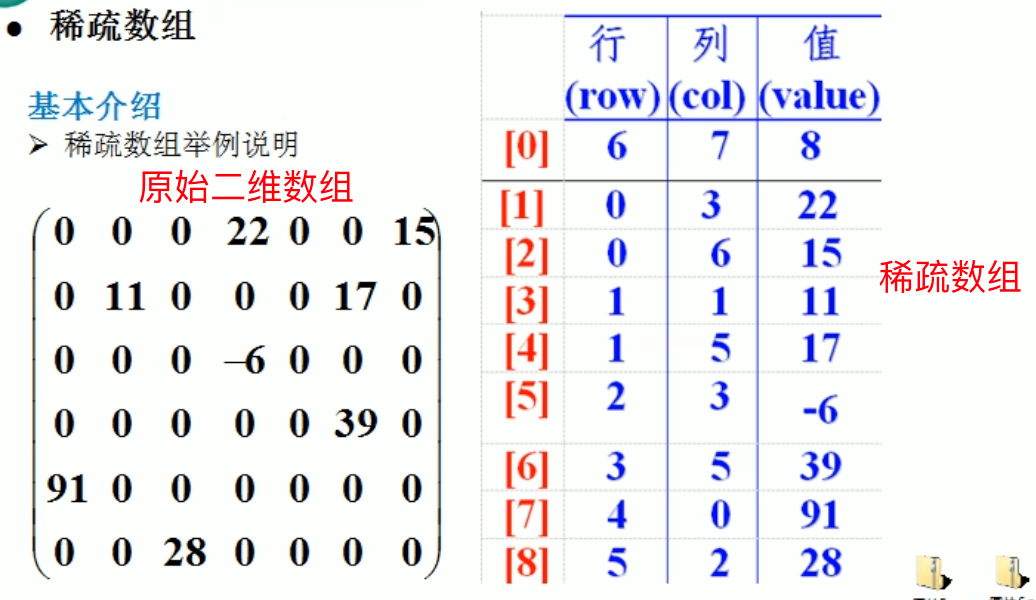 ● 稀疏数组
基本介绍
➢ 稀疏数组举例说明
原始二维数组
0 0 0 22 0 0 15
0 11 0 0 0 17 0
0 0 0 –6 0 0 0
0 0 0 0 0 39 0
91 0 0 0 0 0 0
0 0 28 0 0 0 0
行 列 值
(row) (col) (value)
[0] 6 7 8
[1] 0 3 22
[2] 0 6 15
[3] 1 1 11
[4] 1 5 17
[5] 2 3 -6
[6] 3 5 39
[7] 4 0 91
[8] 5 2 28
稀疏数组